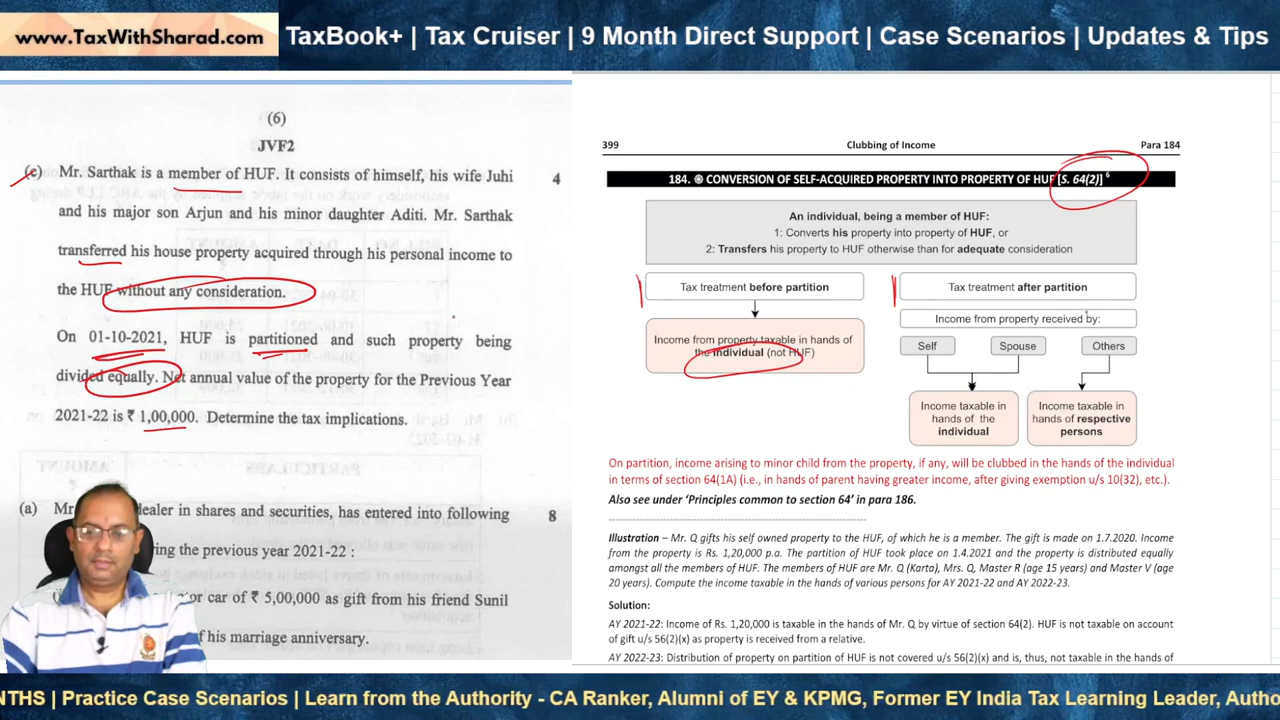 www.TaxWithSharad.com
TaxBook+ | Tax Cruiser | 9 Month Direct Support | Case Scenarios | Updates & Tips
(6)
JVF2
(c) Mr. Sarthak is a member of HUF. It consists of himself, his wife Juhi 4
and his major son Arjun and his minor daughter Aditi. Mr. Sarthak
transferred his house property acquired through his personal income to
the HUF without any consideration.
On 01-10-2021, HUF is partitioned and such property being
divided equally. Net annual value of the property for the Previous Year
2021-22 is ₹ 1,00,000. Determine the tax implications.
(a) Mr. dealer in shares and securities, has entered into following 8
ring the previous year 2021-22 :
or car of ₹ 5,00,000 as gift from his friend Sunil
f his marriage anniversary.
399 Clubbing of Income Para 184
184. CONVERSION OF SELF-ACQUIRED PROPERTY INTO PROPERTY OF HUF [S. 64(2)] 6
An individual, being a member of HUF:
1: Converts his property into property of HUF, or
2: Transfers his property to HUF otherwise than for adequate consideration
Tax treatment before partition
Income from property taxable in hands of
the individual (not HUF)
Tax treatment after partition
Income from property received by:
Self Spouse Others
Income taxable in
hands of the
individual
Income taxable in
hands of respective
persons
On partition, income arising to minor child from the property, if any, will be clubbed in the hands of the individual
in terms of section 64(1A) (i.e., in hands of parent having greater income, after giving exemption u/s 10(32), etc.).
Also see under ‘Principles common to section 64’ in para 186.
Illustration – Mr. Q gifts his self owned property to the HUF, of which he is a member. The gift is made on 1.7.2020. Income
from the property is Rs. 1,20,000 p.a. The partition of HUF took place on 1.4.2021 and the property is distributed equally
amongst all the members of HUF. The members of HUF are Mr. Q (Karta), Mrs. Q, Master R (age 15 years) and Master V (age
20 years). Compute the income taxable in the hands of various persons for AY 2021-22 and AY 2022-23.
Solution:
AY 2021-22: Income of Rs. 1,20,000 is taxable in the hands of Mr. Q by virtue of section 64(2). HUF is not taxable on account
of gift u/s 56(2)(x) as property is received from a relative.
AY 2022-23: Distribution of property on partition of HUF is not covered u/s 56(2)(x) and is, thus, not taxable in the hands of
NTHS | Practice Case Scenarios | Learn from the Authority - CA Ranker, Alumni of EY & KPMG, Former EY India Tax Learning Leader, Autho